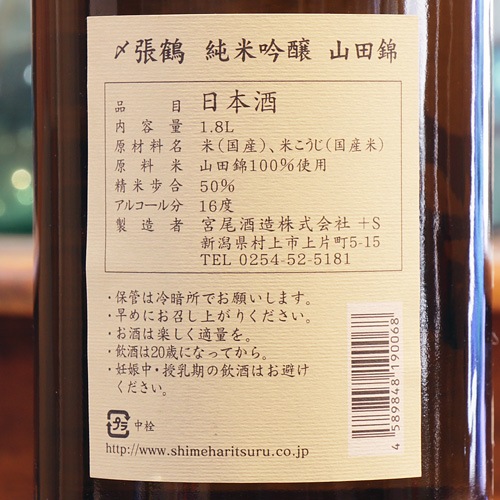 〆張鶴 純米吟醸 山田錦
品目 日本酒
内容量 1.8L
原材料名 米(国産)、米こうじ(国産米)
原料米 山田錦100%使用
精米歩合 50%
アルコール分 16度
製造者 宮尾酒造株式会社 +S
新潟県村上市上片町5-15
TEL 0254-52-5181
・保管は冷暗所でお願いします。
・早めにお召し上がりください。
・お酒は楽しく適量を。
・飲酒は20歳になってから。
・妊娠中・授乳期の飲酒はお避け
ください。
プラ 中栓
http://www.shimeharitsuru.co.jp
4 589848 190068